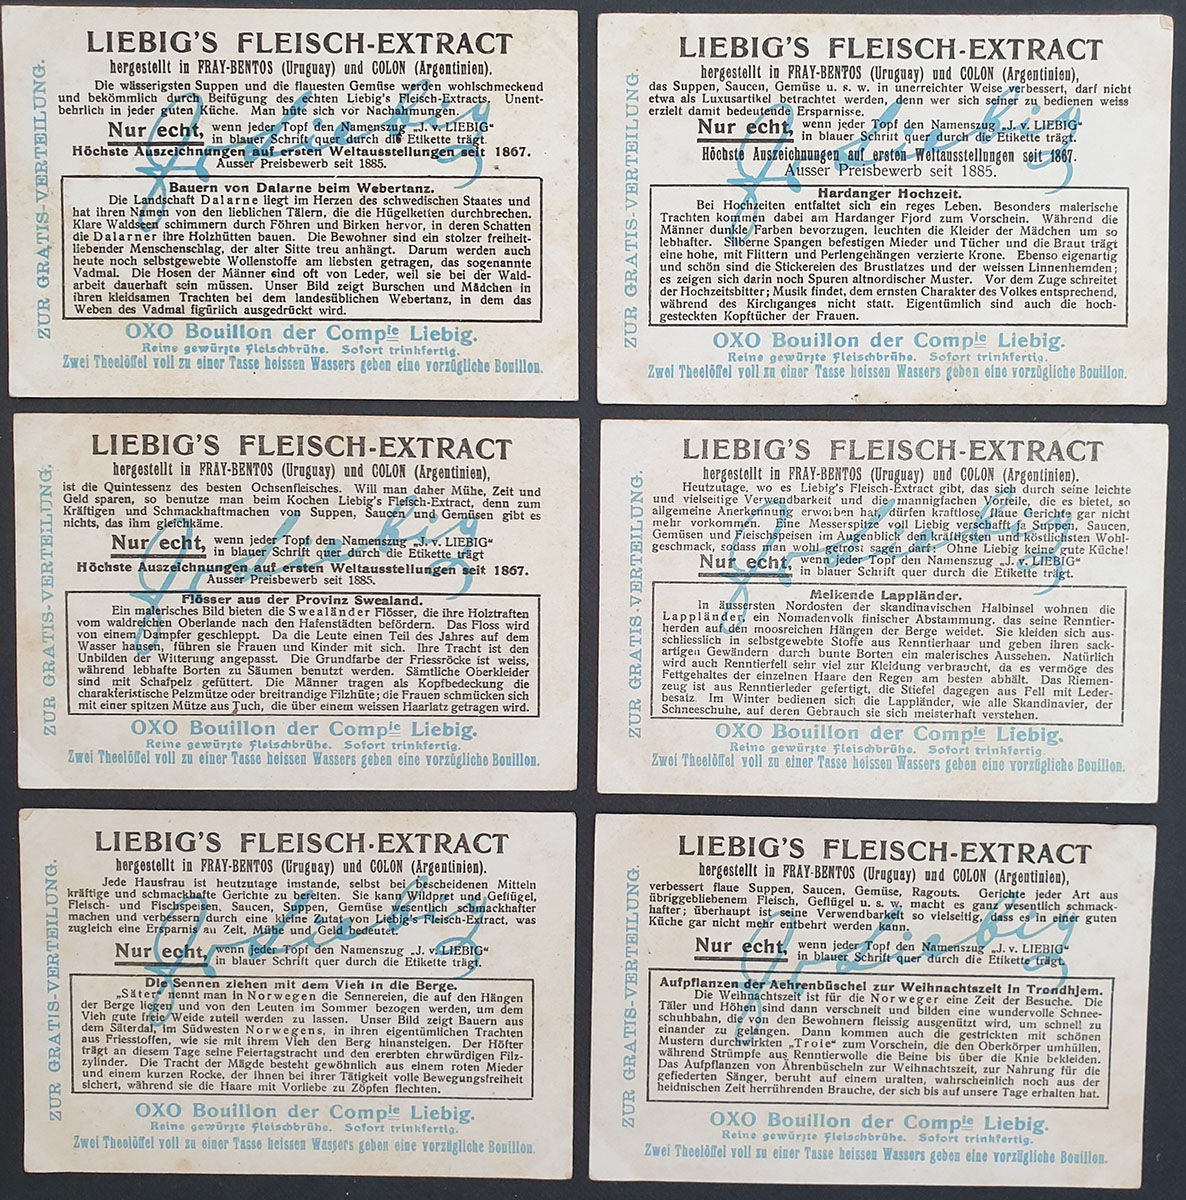 LIEBIG'S FLEISCH-EXTRACT
hergestellt in FRAY-BENTOS (Uruguay) und COLON (Argentinien).
Die wässerigsten Suppen und die flauesten Gemüse werden wohlschmeckend
und bekömmlich durch Beifügung des echten Liebig's Fleisch-Extracts. Unent-
behrlich in jeder guten Küche. Man hüte sich vor Nachahmungen.
Nur echt, wenn jeder Topf den Namenszug „J. v. LIEBIG“
in blauer Schrift quer durch die Etikette trägt.
Höchste Auszeichnungen auf ersten Weltausstellungen seit 1867.
Ausser Preisbewerb seit 1885.
Bauern von Dalarne beim Webertanz.
Die Landschaft Dalarne liegt im Herzen des schwedischen Staates und
hat ihren Namen von den lieblichen Tälern, die die Hügelketten durchbrechen.
Klare Waldseen schimmern durch Föhren und Birken hervor, in deren Schatten
die Dalarner ihre Holzhütten bauen. Die Bewohner sind ein stolzer freiheit-
liebender Menschenschlag, der alter Sitte treu anhängt. Darum werden auch
heute noch selbstgewebte Wollenstoffe am liebsten getragen, das sogenannte
Vadmal. Die Hosen der Männer sind oft von Leder, weil sie bei der Wald-
arbeit dauerhaft sein müssen. Unser Bild zeigt Burschen und Mädchen in
ihren kleidsamen Trachten bei dem landesüblichen Webertanz, in dem das
Weben des Vadmal figürlich ausgedrückt wird.
OXO Bouillon der Compie Liebig.
Reine gewürzte Fleischbrühe. Sofort trinkfertig.
Zwei Theelöffel voll zu einer Tasse heissen Wassers geben eine vorzügliche Bouillon.
ZUR GRATIS-VERTEILUNG.
LIEBIG'S FLEISCH-EXTRACT
hergestellt in FRAY-BENTOS (Uruguay) und COLON (Argentinien),
das Suppen, Saucen, Gemüse u. s. w. in unerreichter Weise verbessert, darf nicht
etwa als Luxusartikel betrachtet werden, denn wer sich seiner zu bedienen weiss
erzielt damit bedeutende Ersparnisse.
Nur echt, wenn jeder Topf den Namenszug „J. v. LIEBIG“
in blauer Schrift quer durch die Etikette trägt.
Höchste Auszeichnungen auf ersten Weltausstellungen seit 1867.
Ausser Preisbewerb seit 1885.
Hardanger Hochzeit.
Bei Hochzeiten entfaltet sich ein reges Leben. Besonders malerische
Trachten kommen dabei am Hardanger Fjord zum Vorschein. Während die
Männer dunkle Farben bevorzugen, leuchten die Kleider der Mädchen um so
lebhafter. Silberne Spangen befestigen Mieder und Tücher und die Braut trägt
eine hohe, mit Flittern und Perlengehängen verzierte Krone. Ebenso eigenartig
und schön sind die Stickereien des Brustlatzes und der weissen Linnenhemden;
es zeigen sich darin noch Spuren altnordischer Muster. Vor dem Zuge schreitet
der Hochzeitsbitter; Musik findet, dem ernsten Charakter des Volkes entsprechend,
während des Kirchganges nicht statt. Eigentümlich sind auch die hoch-
gesteckten Kopftücher der Frauen.
OXO Bouillon der Compie Liebig.
Reine gewürzte Fleischbrühe. Sofort trinkfertig.
Zwei Theelöffel voll zu einer Tasse heissen Wassers geben eine vorzügliche Bouillon.
ZUR GRATIS-VERTEILUNG.
LIEBIG'S FLEISCH-EXTRACT
hergestellt in FRAY-BENTOS (Uruguay) und COLON (Argentinien),
ist die Quintessenz des besten Ochsenfleisches. Will man daher Mühe, Zeit und
Geld sparen, so benutze man beim Kochen Liebig's Fleisch-Extract, denn zum
Kräftigen und Schmackhaftmachen von Suppen, Saucen und Gemüsen gibt es
nichts, das ihm gleichkäme.
Nur echt, wenn jeder Topf den Namenszug „J. v. LIEBIG“
in blauer Schrift quer durch die Etikette trägt
Höchste Auszeichnungen auf ersten Weltausstellungen seit 1867.
Ausser Preisbewerb seit 1885.
Flösser aus der Provinz Swealand.
Ein malerisches Bild bieten die Swealänder Flösser, die ihre Holztraften
vom waldreichen Oberlande nach den Hafenstädten befördern. Das Floss wird
von einem Dampfer geschleppt. Da die Leute einen Teil des Jahres auf dem
Wasser hausen, führen sie Frauen und Kinder mit sich. Ihre Tracht ist den
Unbilden der Witterung angepasst. Die Grundfarbe der Friessröcke ist weiss,
während lebhafte Borten zu Säumen benutzt werden. Sämtliche Oberkleider
sind mit Schafpelz gefüttert. Die Männer tragen als Kopfbedeckung die
charakteristische Pelzmütze oder breitrandige Filzhüte; die Frauen schmücken sich
mit einer spitzen Mütze aus Tuch, die über einem weissen Haarlatz getragen wird.
OXO Bouillon der Compie Liebig.
Reine gewürzte Fleischbrühe. Sofort trinkfertig.
Zwei Theelöffel voll zu einer Tasse heissen Wassers geben eine vorzügliche Bouillon.
ZUR GRATIS-VERTEILUNG.
LIEBIG'S FLEISCH-EXTRACT
hergestellt in FRAY-BENTOS (Uruguay) und COLON (Argentinien).
Heutzutage, wo es Liebig's Fleisch-Extract gibt, das sich durch seine leichte
und vielseitige Verwendbarkeit und die mannigfachen Vorteile, die es bietet, so
allgemeine Anerkennung erworben hat, dürfen kraftlose, flaue Gerichte gar nicht
mehr vorkommen. Eine Messerspitz voll Liebig verschafft ja Suppen, Saucen,
Gemüsen und Fleischspeisen im Augenblick den kräftigsten und köstlichsten Wohl-
geschmack, sodass man wohl getrost sagen darf: Ohne Liebig keine gute Küche!
Nur echt, wenn jeder Topf den Namenszug „J. v. LIEBIG“
in blauer Schrift quer durch die Etikette trägt.
Melkende Lappländer.
In äussersten Nordosten der skandinavischen Halbinsel wohnen die
Lappländer, ein Nomadenvolk finischer Abstammung, das seine Renntier-
herden auf den moosreichen Hängen der Berge weidet. Sie kleiden sich aus-
schliesslich in selbstgewebte Stoffe aus Renntierhaar und geben ihren sack-
artigen Gewändern durch bunte Borten ein malerisches Aussehen. Natürlich
wird auch Renntierfell sehr viel zur Kleidung verbraucht, da es vermöge des
Fettgehaltes der einzelnen Haare den Regen am besten abhält. Das Riemen-
zeug ist aus Renntierleder gefertigt, die Stiefel dagegen aus Fell mit Leder-
besatz. Im Winter bedienen sich die Lappländer, wie alle Skandinavier, der
Schneeschuhe, auf deren Gebrauch sie sich meisterhaft verstehen.
OXO Bouillon der Compie Liebig.
Reine gewürzte Fleischbrühe. Sofort trinkfertig.
Zwei Theelöffel voll zu einer Tasse heissen Wassers geben eine vorzügliche Bouillon.
ZUR GRATIS-VERTEILUNG.
LIEBIG'S FLEISCH-EXTRACT
hergestellt in FRAY-BENTOS (Uruguay) und COLON (Argentinien).
Jede Hausfrau ist heutzutage imstande, selbst bei bescheidenen Mitteln
kräftige und schmackhafte Gerichte zu bereiten. Sie kann Wildpret und Geflügel,
Fleisch- und Fischspeisen, Saucen, Suppen, Gemüse wesentlich schmackhafter
machen und verbessern durch eine kleine Zutat von Liebig's Fleisch-Extract, was
zugleich eine Ersparnis an Zeit, Mühe und Geld bedeutet.
Nur echt, wenn jeder Topf den Namenszug „J. v. LIEBIG“
in blauer Schrift quer durch die Etikette trägt.
Die Sennen ziehen mit dem Vieh in die Berge.
„Säter“ nennt man in Norwegen die Sennereien, die auf den Hängen
der Berge liegen und von den Leuten im Sommer bezogen werden, um dem
Vieh gute freie Weide zuteil werden zu lassen. Unser Bild zeigt Bauern aus
dem Säterdal, im Südwesten Norwegens, in ihren eigentümlichen Trachten
aus Friesstoffen, wie sie mit ihrem Vieh den Berg hinansteigen. Der Höfter
trägt an diesem Tage seine Feiertagstracht und den ererbten ehrwürdigen Filz-
zylinder. Die Tracht der Mägde besteht gewöhnlich aus einem roten Mieder
und einem kurzen Rocke, der ihnen bei ihrer Tätigkeit volle Bewegungsfreiheit
sichert, während sie die Haare mit Vorliebe zu Zöpfen flechten.
OXO Bouillon der Compie Liebig.
Reine gewürzte Fleischbrühe. Sofort trinkfertig.
Zwei Theelöffel voll zu einer Tasse heissen Wassers geben eine vorzügliche Bouillon.
ZUR GRATIS-VERTEILUNG.
LIEBIG'S FLEISCH-EXTRACT
hergestellt in FRAY-BENTOS (Uruguay) und COLON (Argentinien),
verbessert flaue Suppen, Saucen, Gemüse, Ragouts. Gerichte jeder Art aus
übriggebliebenem Fleisch, Geflügel u. s. w. macht es ganz wesentlich schmack-
hafter; überhaupt ist seine Verwendbarkeit so vielseitig, dass es in einer guten
Küche gar nicht mehr entbehrt werden kann.
Nur echt, wenn jeder Topf den Namenszug „J. v. LIEBIG“
in blauer Schrift quer durch die Etikette trägt.
Aufpflanzen der Aehrenbüschel zur Weihnachtszeit in Trondhjem.
Die Weihnachtszeit ist für die Norweger eine Zeit der Besuche. Die
Täler und Höhen sind dann verschneit und bilden eine wundervolle Schnee-
schuhbahn, die von den Bewohnern fleissig ausgenützt wird, um schnell zu
einander zu gelangen. Dann kommen auch die gestrickten mit schönen
Mustern durchwirkten „Troie“ zum Vorschein, die den Oberkörper umhüllen,
während Strümpfe aus Renntierwolle die Beine bis über die Knie bekleiden.
Das Aufpflanzen von Ährenbüscheln zur Weihnachtszeit, zur Nahrung für die
gefiederten Sänger, beruht auf einem uralten, wahrscheinlich noch aus der
heidnischen Zeit herrührenden Brauche, der sich bis auf unsere Tage erhalten hat.
OXO Bouillon der Compie Liebig.
Reine gewürzte Fleischbrühe. Sofort trinkfertig.
Zwei Theelöffel voll zu einer Tasse heissen Wassers geben eine vorzügliche Bouillon.
ZUR GRATIS-VERTEILUNG.